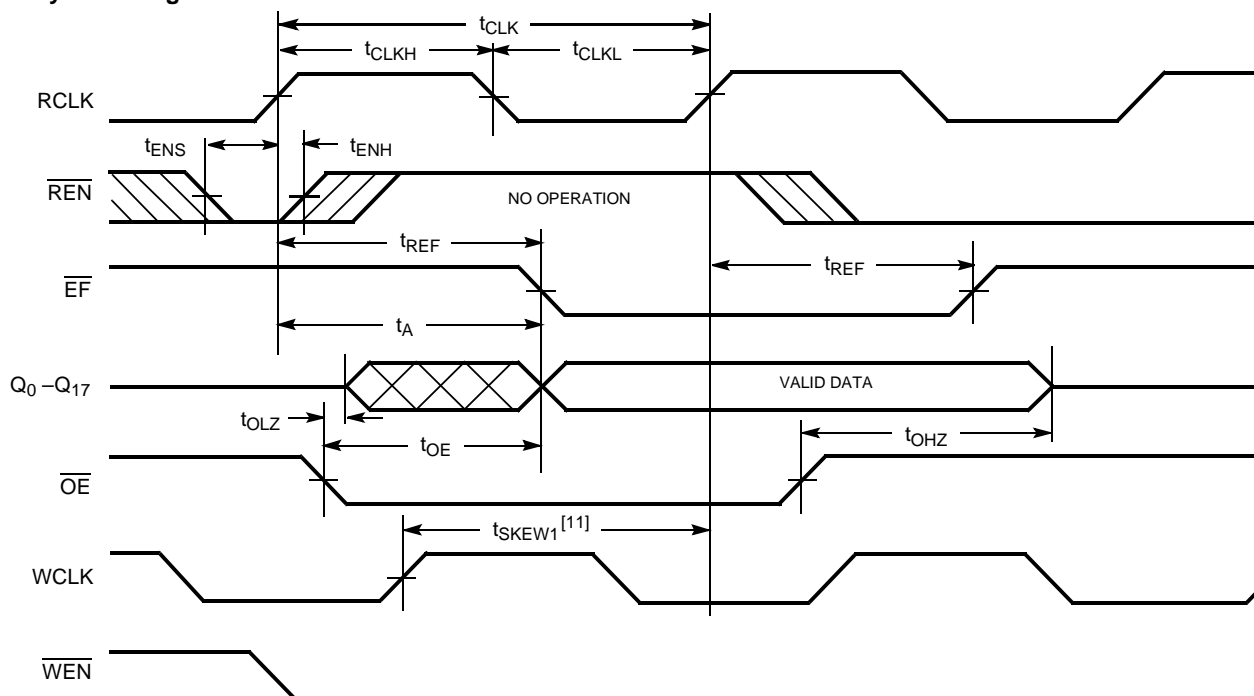 tCLK
tCLKH
tCLKL
RCLK
tENS
tENH
REN
NO OPERATION
tREF
tREF
EF
tA
Q0 –Q17
VALID DATA
tOLZ
tOE
tOHZ
OE
tSKEW1[11]
WCLK
WEN